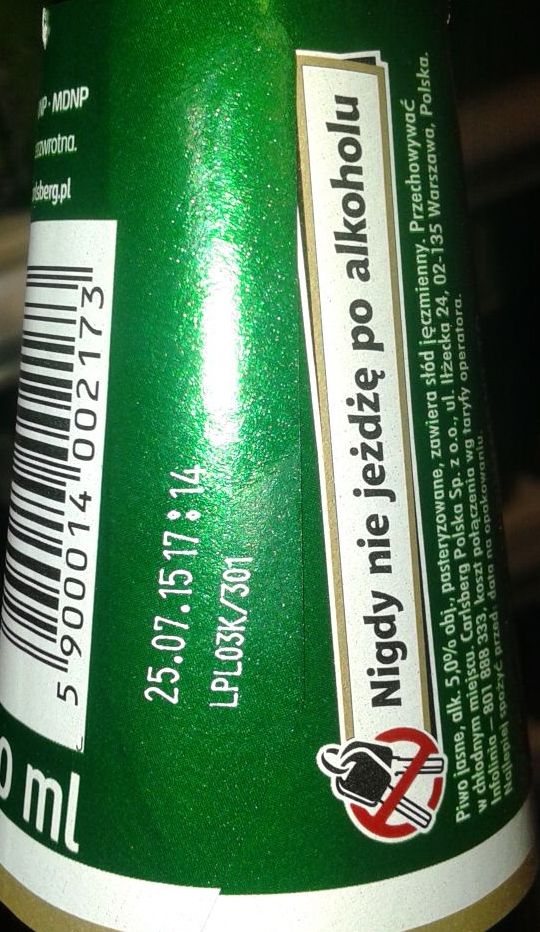 MDNP
zwrotna.
5 900014 002173
ml
25.07.15 17:14
LPL03K/301
Nigdy nie jeżdżę po alkoholu
Piwo jasne, alk. 5,0% obj., pasteryzowane, zawiera słód jęczmienny. Przechowywać
w chłodnym miejscu. Carlsberg Polska Sp. z o.o., ul. Iłżecka 24, 02-135 Warszawa, Polska.
Infolinia – 801 888 333, koszt połączenia wg taryfy operatora.
Najlepiej spożyć przed: data na opakowaniu